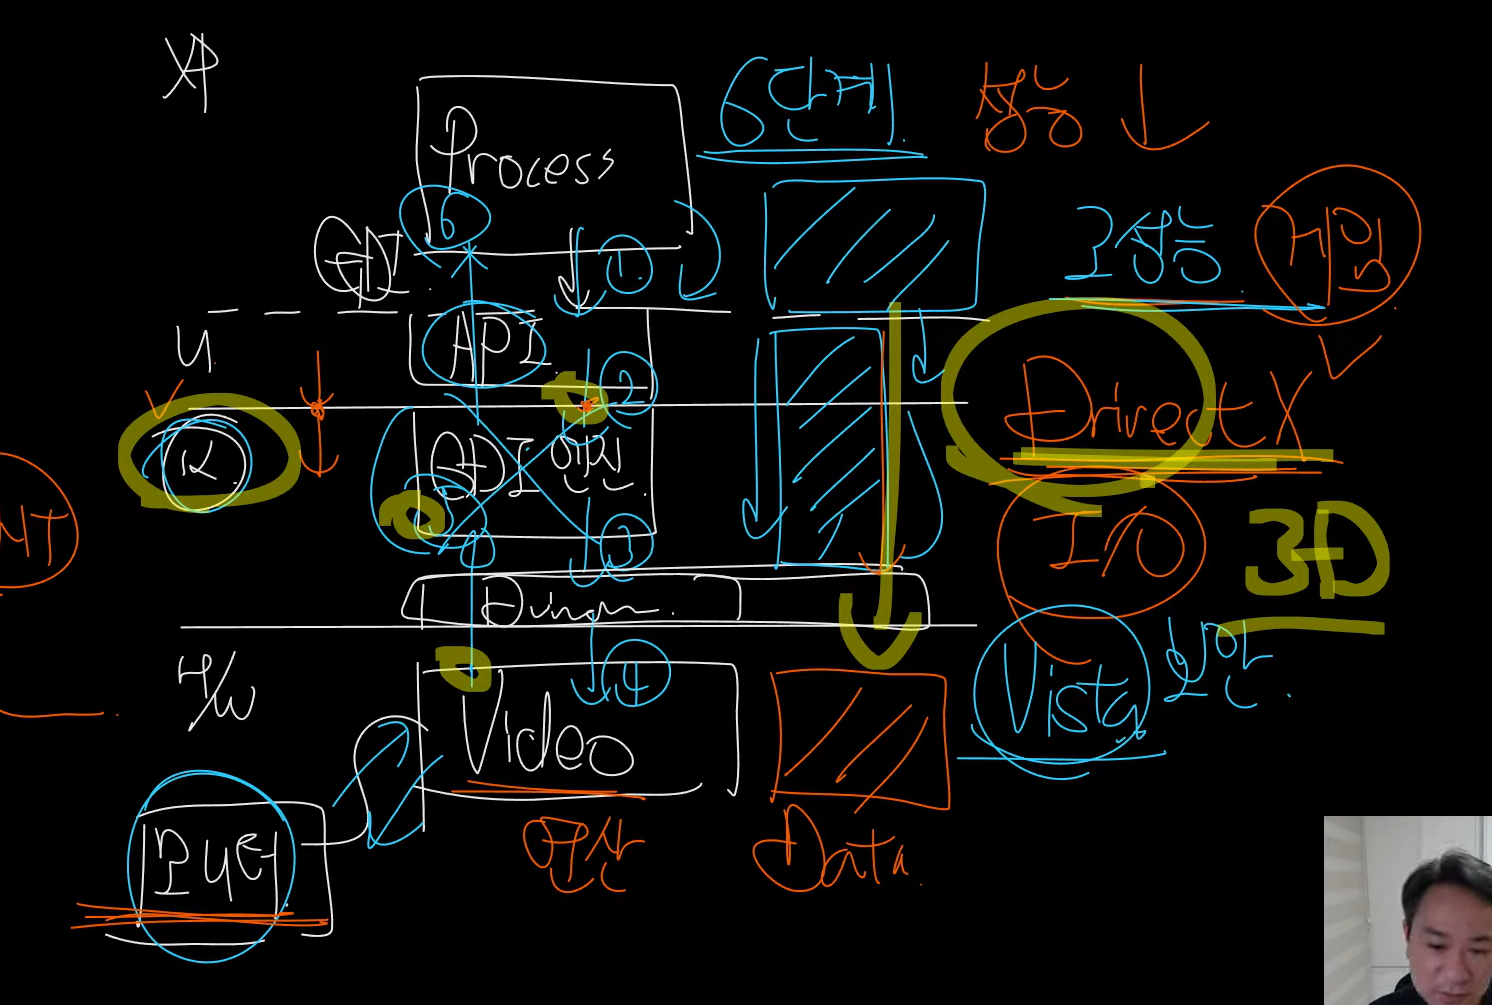 XP
6단계
성능 ↓
Process
6
GDI.
1.
고성능
게임
U
API.
2
K
GDI 엔진
DirectX
NT
3
I/O
3D
4
Vista
보안.
H/W
Video
모니터
연산
Data.